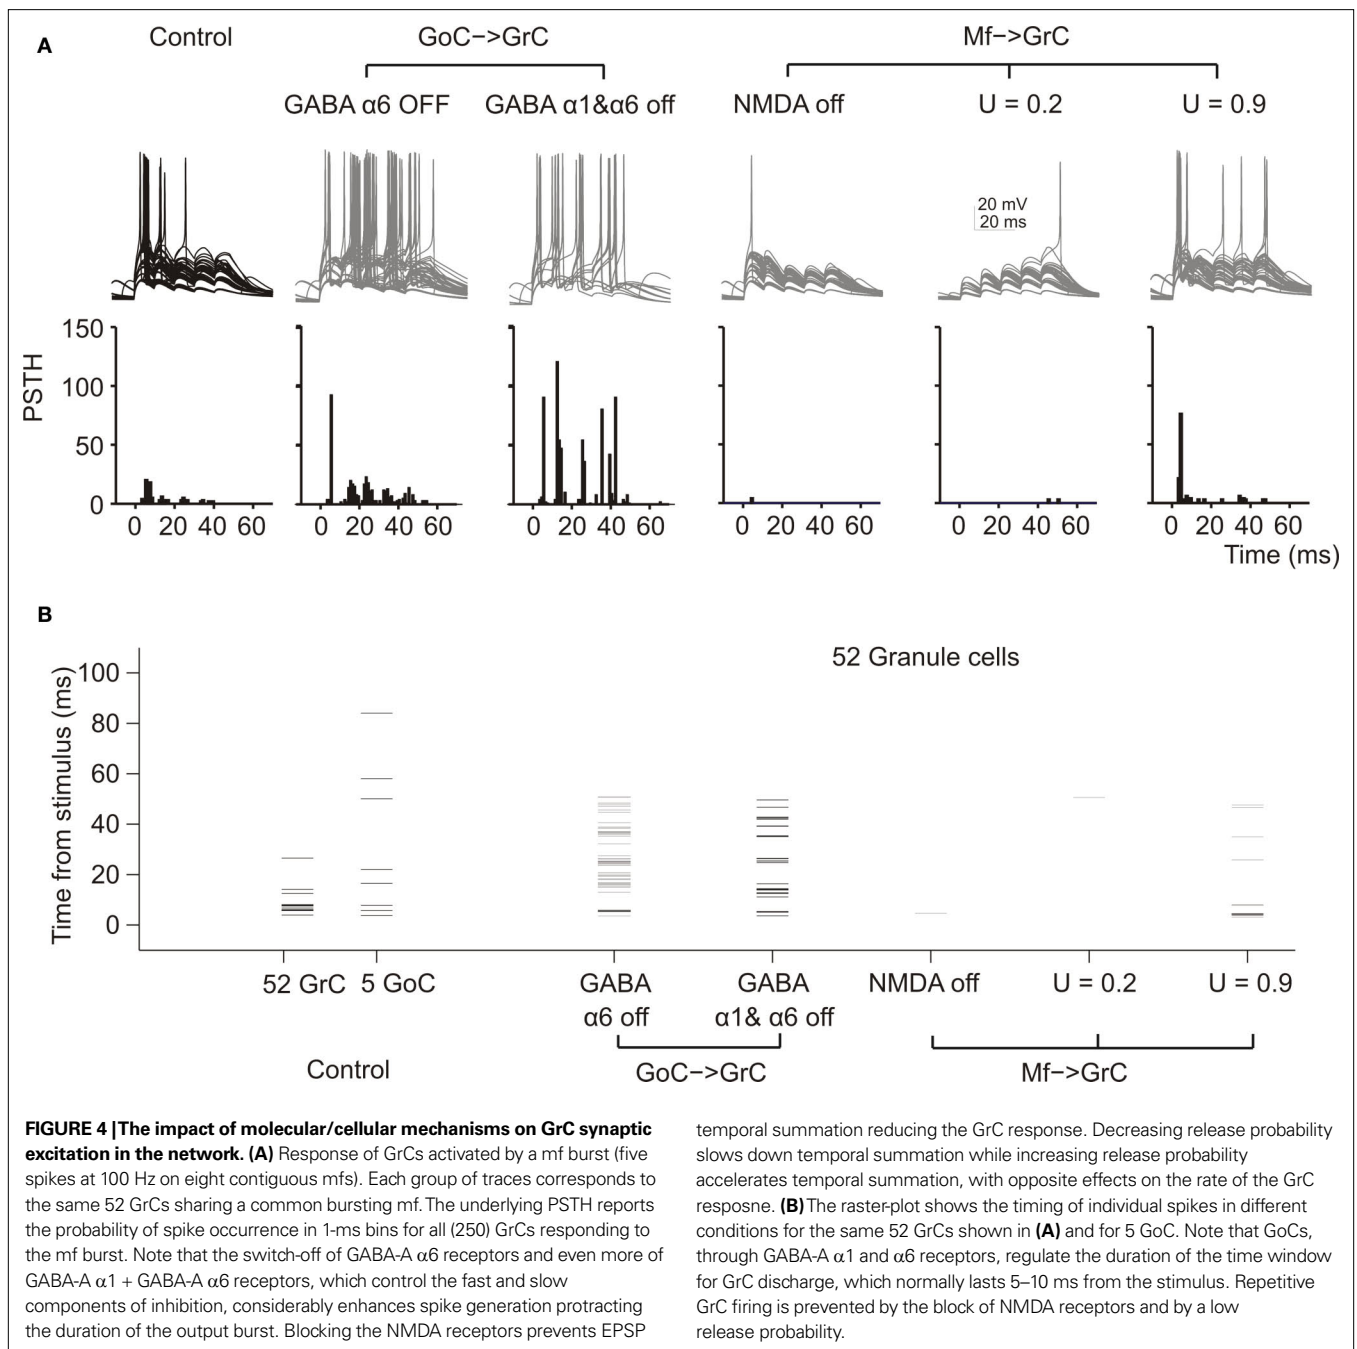 A
Control
GoC->GrC
Mf->GrC
GABA α6 OFF
GABA α1&α6 off
NMDA off
U = 0.2
U = 0.9
20 mV
20 ms
PSTH
150
100
50
0
0 20 40 60
0 20 40 60
0 20 40 60
0 20 40 60
0 20 40 60
0 20 40 60
Time (ms)
B
52 Granule cells
Time from stimulus (ms)
100
80
60
40
20
0
52 GrC
5 GoC
GABA
α6 off
GABA
α1& α6 off
NMDA off
U = 0.2
U = 0.9
Control
GoC->GrC
Mf->GrC
FIGURE 4 | The impact of molecular/cellular mechanisms on GrC synaptic
excitation in the network. (A) Response of GrCs activated by a mf burst (five
spikes at 100 Hz on eight contiguous mfs). Each group of traces corresponds to
the same 52 GrCs sharing a common bursting mf. The underlying PSTH reports
the probability of spike occurrence in 1-ms bins for all (250) GrCs responding to
the mf burst. Note that the switch-off of GABA-A α6 receptors and even more of
GABA-A α1 + GABA-A α6 receptors, which control the fast and slow
components of inhibition, considerably enhances spike generation protracting
the duration of the output burst. Blocking the NMDA receptors prevents EPSP
temporal summation reducing the GrC response. Decreasing release probability
slows down temporal summation while increasing release probability
accelerates temporal summation, with opposite effects on the rate of the GrC
resposne. (B) The raster-plot shows the timing of individual spikes in different
conditions for the same 52 GrCs shown in (A) and for 5 GoC. Note that GoCs,
through GABA-A α1 and α6 receptors, regulate the duration of the time window
for GrC discharge, which normally lasts 5–10 ms from the stimulus. Repetitive
GrC firing is prevented by the block of NMDA receptors and by a low
release probability.